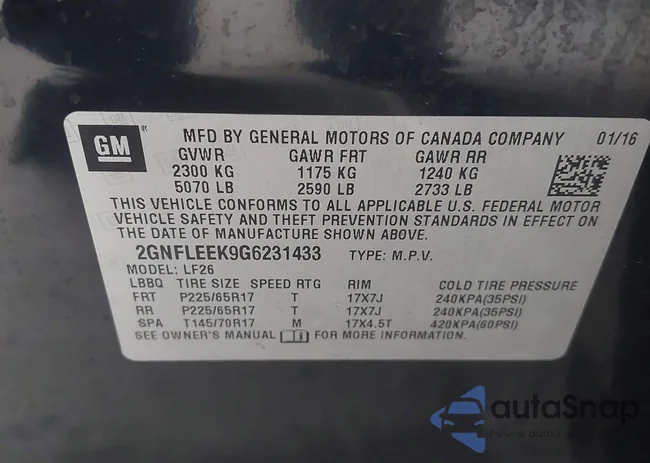 GM ® MFD BY GENERAL MOTORS OF CANADA COMPANY 01/16
GVWR GAWR FRT GAWR RR
2300 KG 1175 KG 1240 KG
5070 LB 2590 LB 2733 LB
THIS VEHICLE CONFORMS TO ALL APPLICABLE U.S. FEDERAL MOTOR
VEHICLE SAFETY AND THEFT PREVENTION STANDARDS IN EFFECT ON
THE DATE OF MANUFACTURE SHOWN ABOVE.
2GNFLEEK9G6231433 TYPE: M.P.V.
MODEL: LF26
LBBQ TIRE SIZE SPEED RTG RIM COLD TIRE PRESSURE
FRT P225/65R17 T 17X7J 240KPA(35PSI)
RR P225/65R17 T 17X7J 240KPA(35PSI)
SPA T145/70R17 M 17X4.5T 420KPA(60PSI)
SEE OWNER'S MANUAL FOR MORE INFORMATION.
autoSnap
Pewne auta z